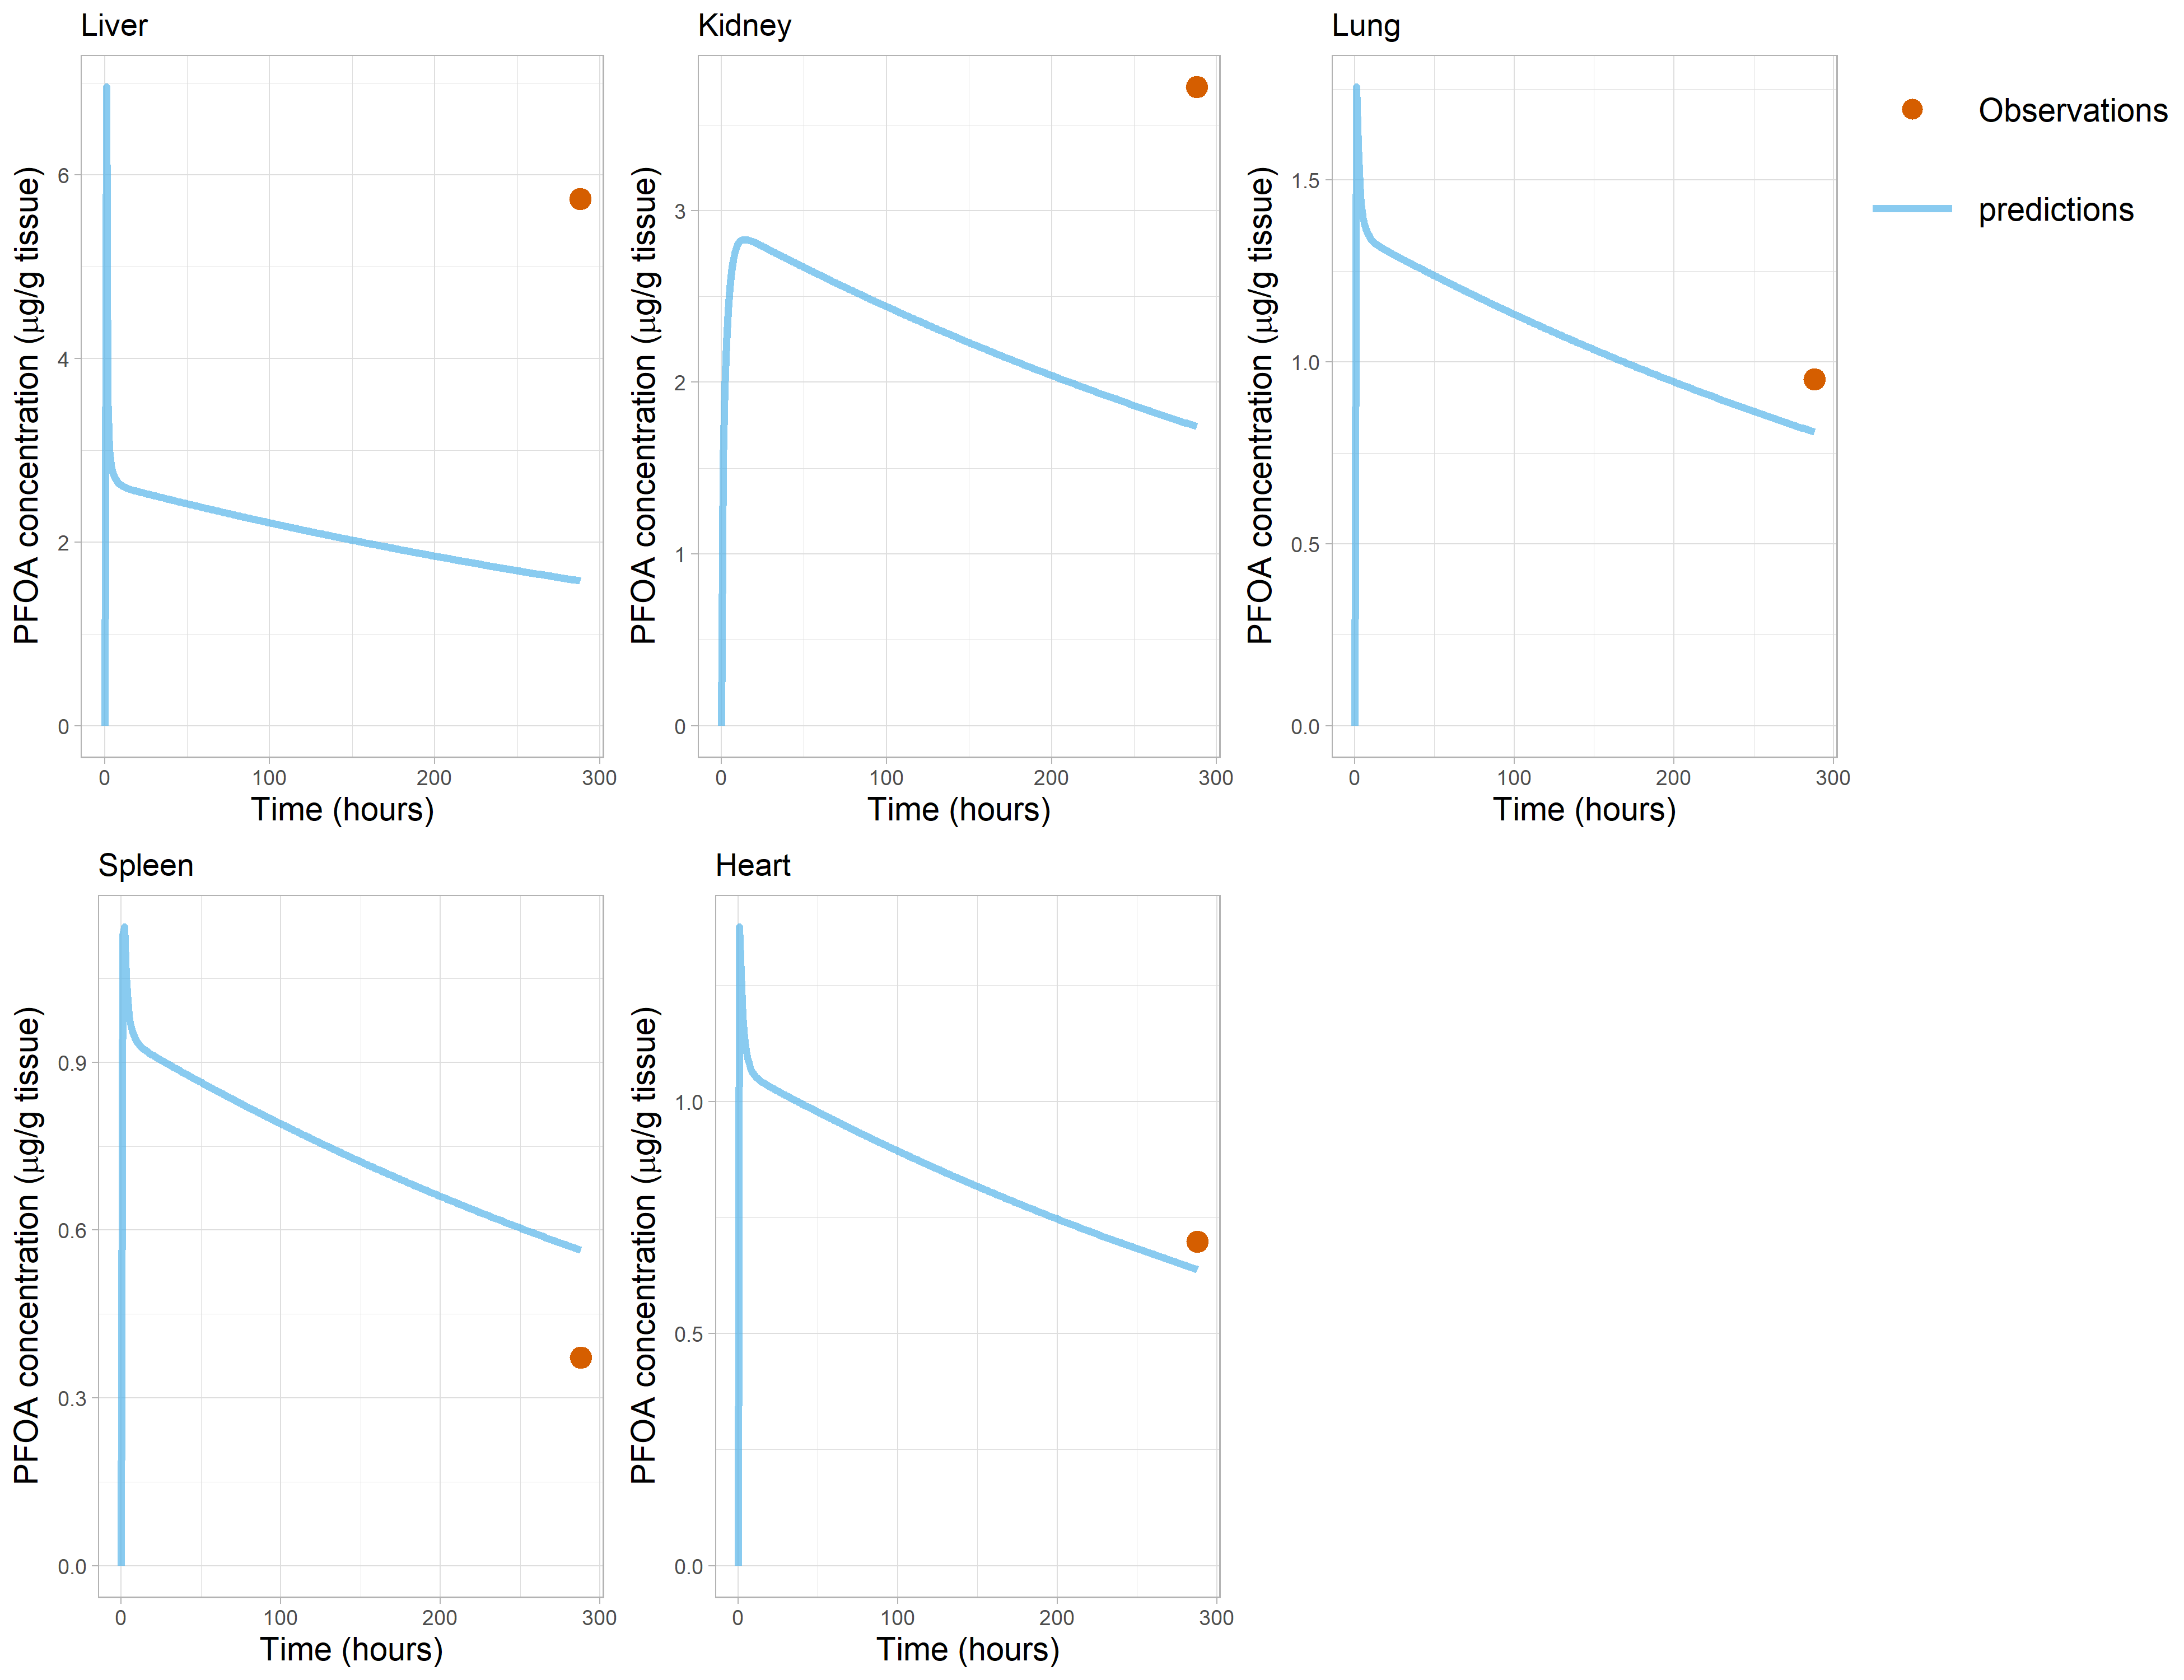 Liver
PFOA concentration (µg/g tissue)
6
4
2
0
0 100 200 300
Time (hours)
Kidney
PFOA concentration (µg/g tissue)
3
2
1
0
0 100 200 300
Time (hours)
Lung
PFOA concentration (µg/g tissue)
1.5
1.0
0.5
0.0
0 100 200 300
Time (hours)
Observations
predictions
Spleen
PFOA concentration (µg/g tissue)
0.9
0.6
0.3
0.0
0 100 200 300
Time (hours)
Heart
PFOA concentration (µg/g tissue)
1.0
0.5
0.0
0 100 200 300
Time (hours)